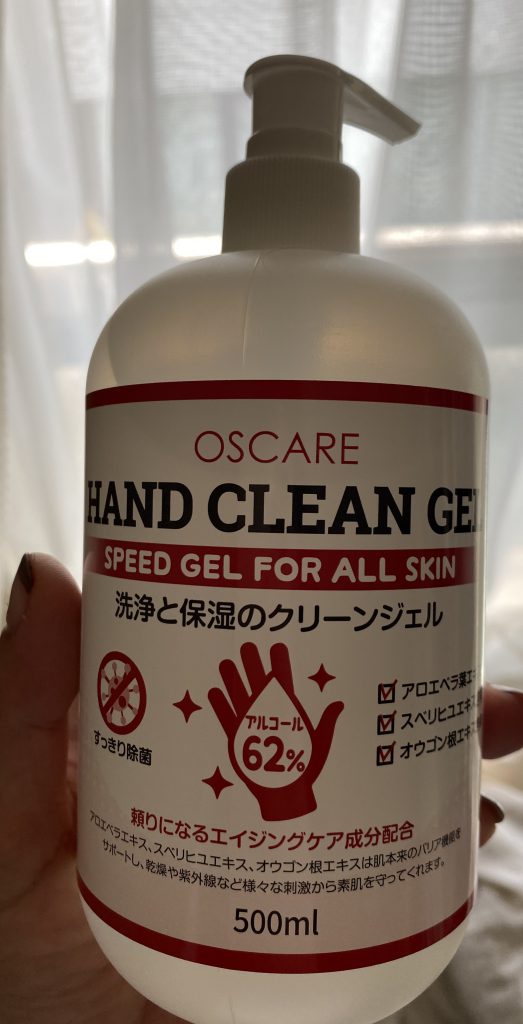 OSCARE
HAND CLEAN GEL
SPEED GEL FOR ALL SKIN
洗浄と保湿のクリーンジェル
すっきり除菌
アルコール
62%
アロエベラ葉エキ
スベリヒユエキス
オウゴン根エキス
頼りになるエイジングケア成分配合
アロエベラエキス、スベリヒユエキス、オウゴン根エキスは肌本来のバリア機能を
サポートし、乾燥や紫外線など様々な刺激から素肌を守ってくれます。
500ml